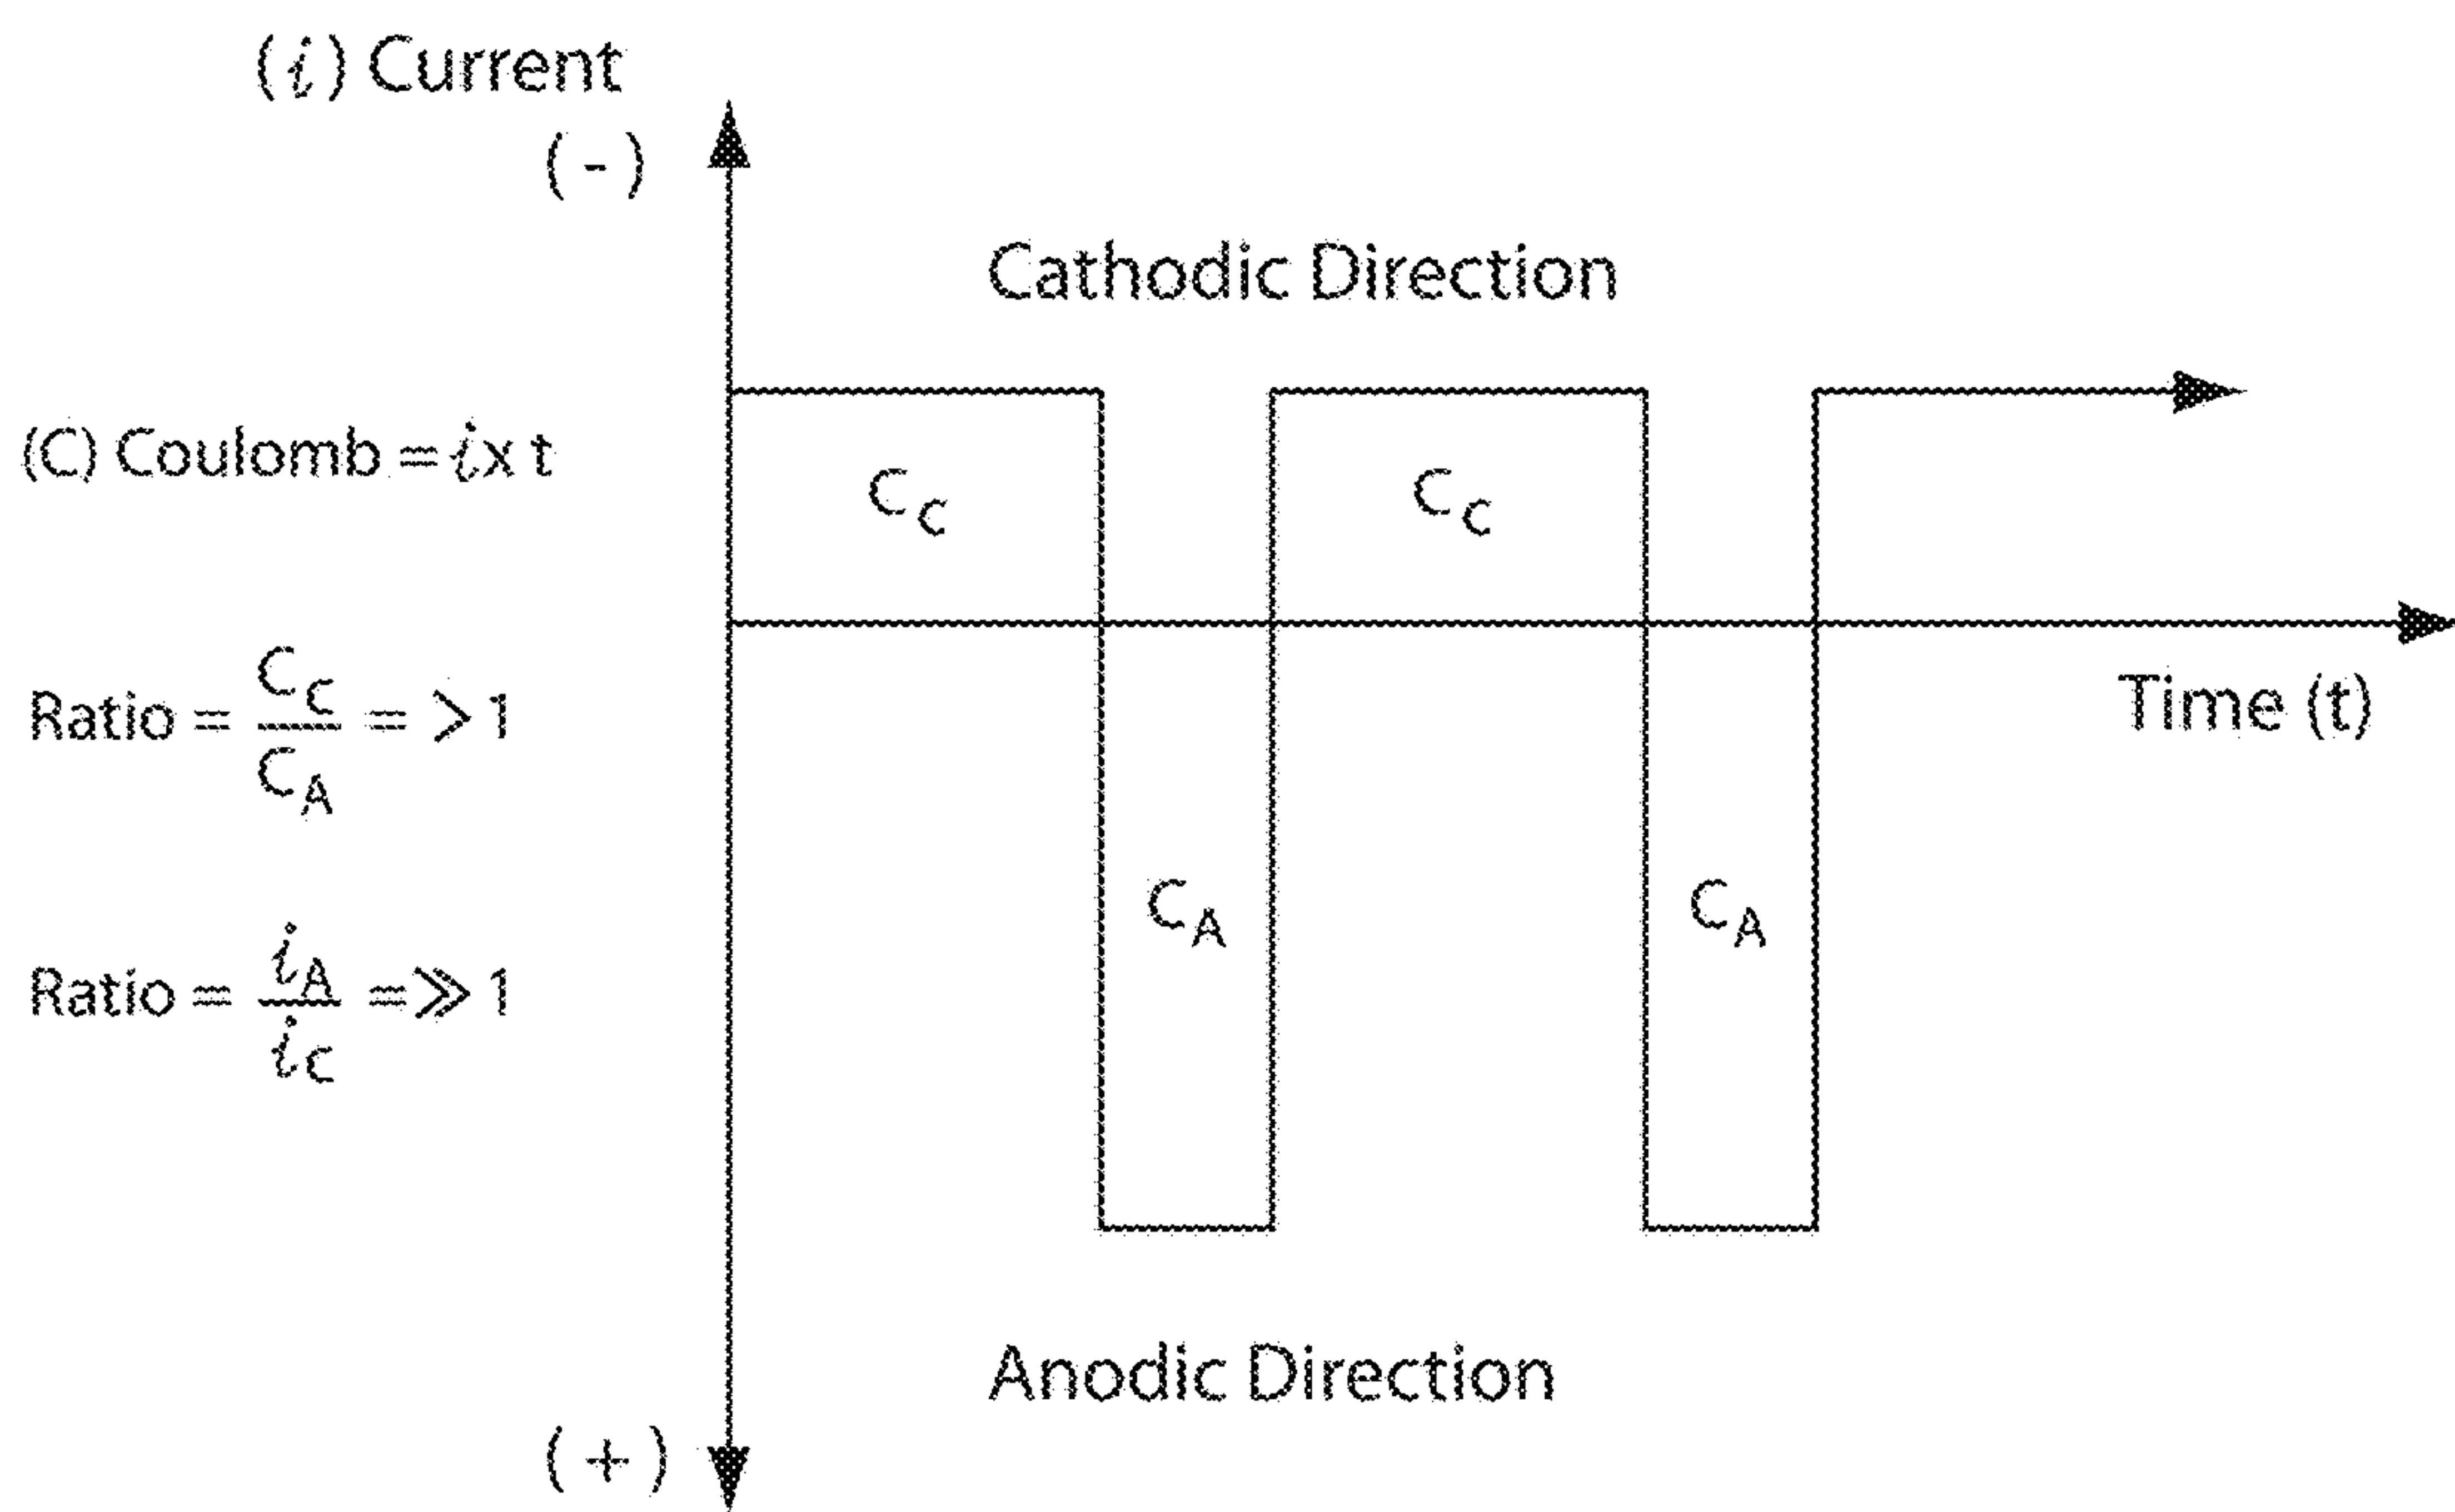 (i) Current
(-)
Cathodic Direction
(C) Coulomb = i x t
C_C
C_C
Ratio = C_C / C_A = > 1
Time (t)
C_A
C_A
Ratio = i_A / i_C = ≫ 1
Anodic Direction
(+)